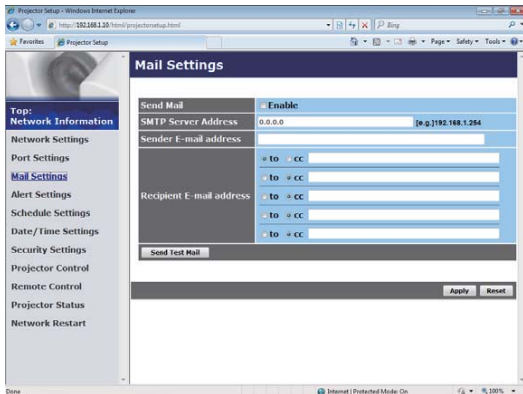 Projector Setup - Windows Internet Explorer
http://192.168.1.10/html/projectorsetup.html
Bing
Favorites Projector Setup
Page Safety Tools
Mail Settings
Top:
Network Information
Network Settings
Port Settings
Mail Settings
Alert Settings
Schedule Settings
Date/Time Settings
Security Settings
Projector Control
Remote Control
Projector Status
Network Restart
Send Mail Enable
SMTP Server Address 0.0.0.0 [e.g.]192.168.1.254
Sender E-mail address
Recipient E-mail address
to cc
to cc
to cc
to cc
to cc
Send Test Mail
Apply Reset
Done Internet | Protected Mode: On 100%